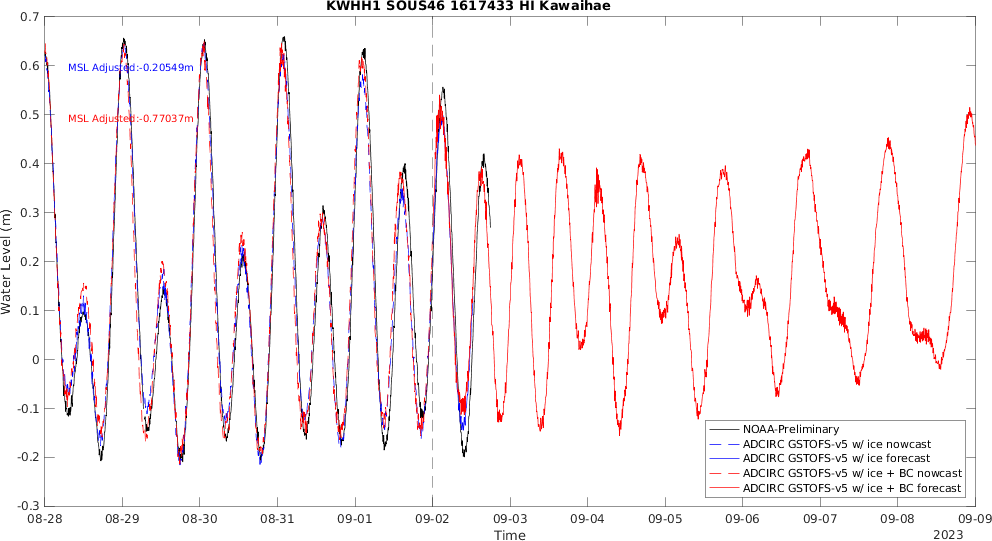 KWHH1 SOUS46 1617433 HI Kawaihae
0.7
0.6
0.5
0.4
0.3
0.2
0.1
0
-0.1
-0.2
-0.3
Water Level (m)
MSL Adjusted:-0.20549m
MSL Adjusted:-0.77037m
NOAA-Preliminary
ADCIRC GSTOFS-v5 w/ ice nowcast
ADCIRC GSTOFS-v5 w/ ice forecast
ADCIRC GSTOFS-v5 w/ ice + BC nowcast
ADCIRC GSTOFS-v5 w/ ice + BC forecast
08-28 08-29 08-30 08-31 09-01 09-02 09-03 09-04 09-05 09-06 09-07 09-08 09-09
Time
2023